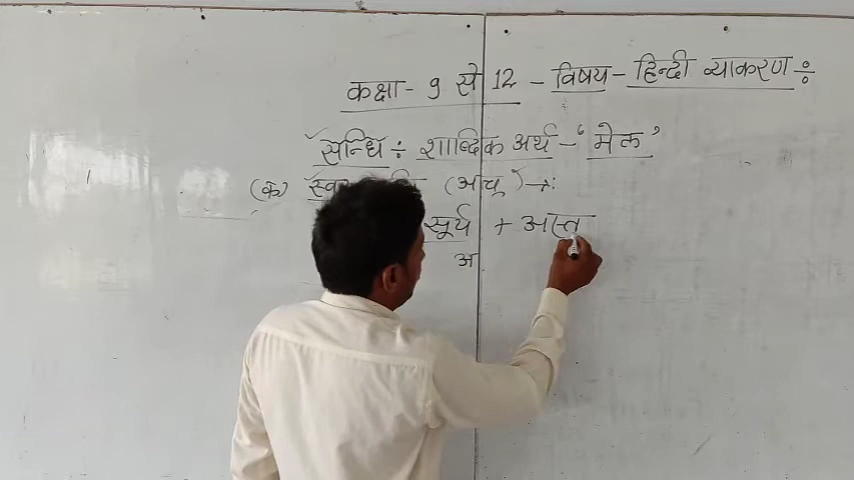 कक्षा - 9 से 12 - विषय - हिन्दी व्याकरण ÷
सन्धि ÷ शाब्दिक अर्थ - ' मेल '
(क) (अच् ) →:
सूर्य + अस्त
अ